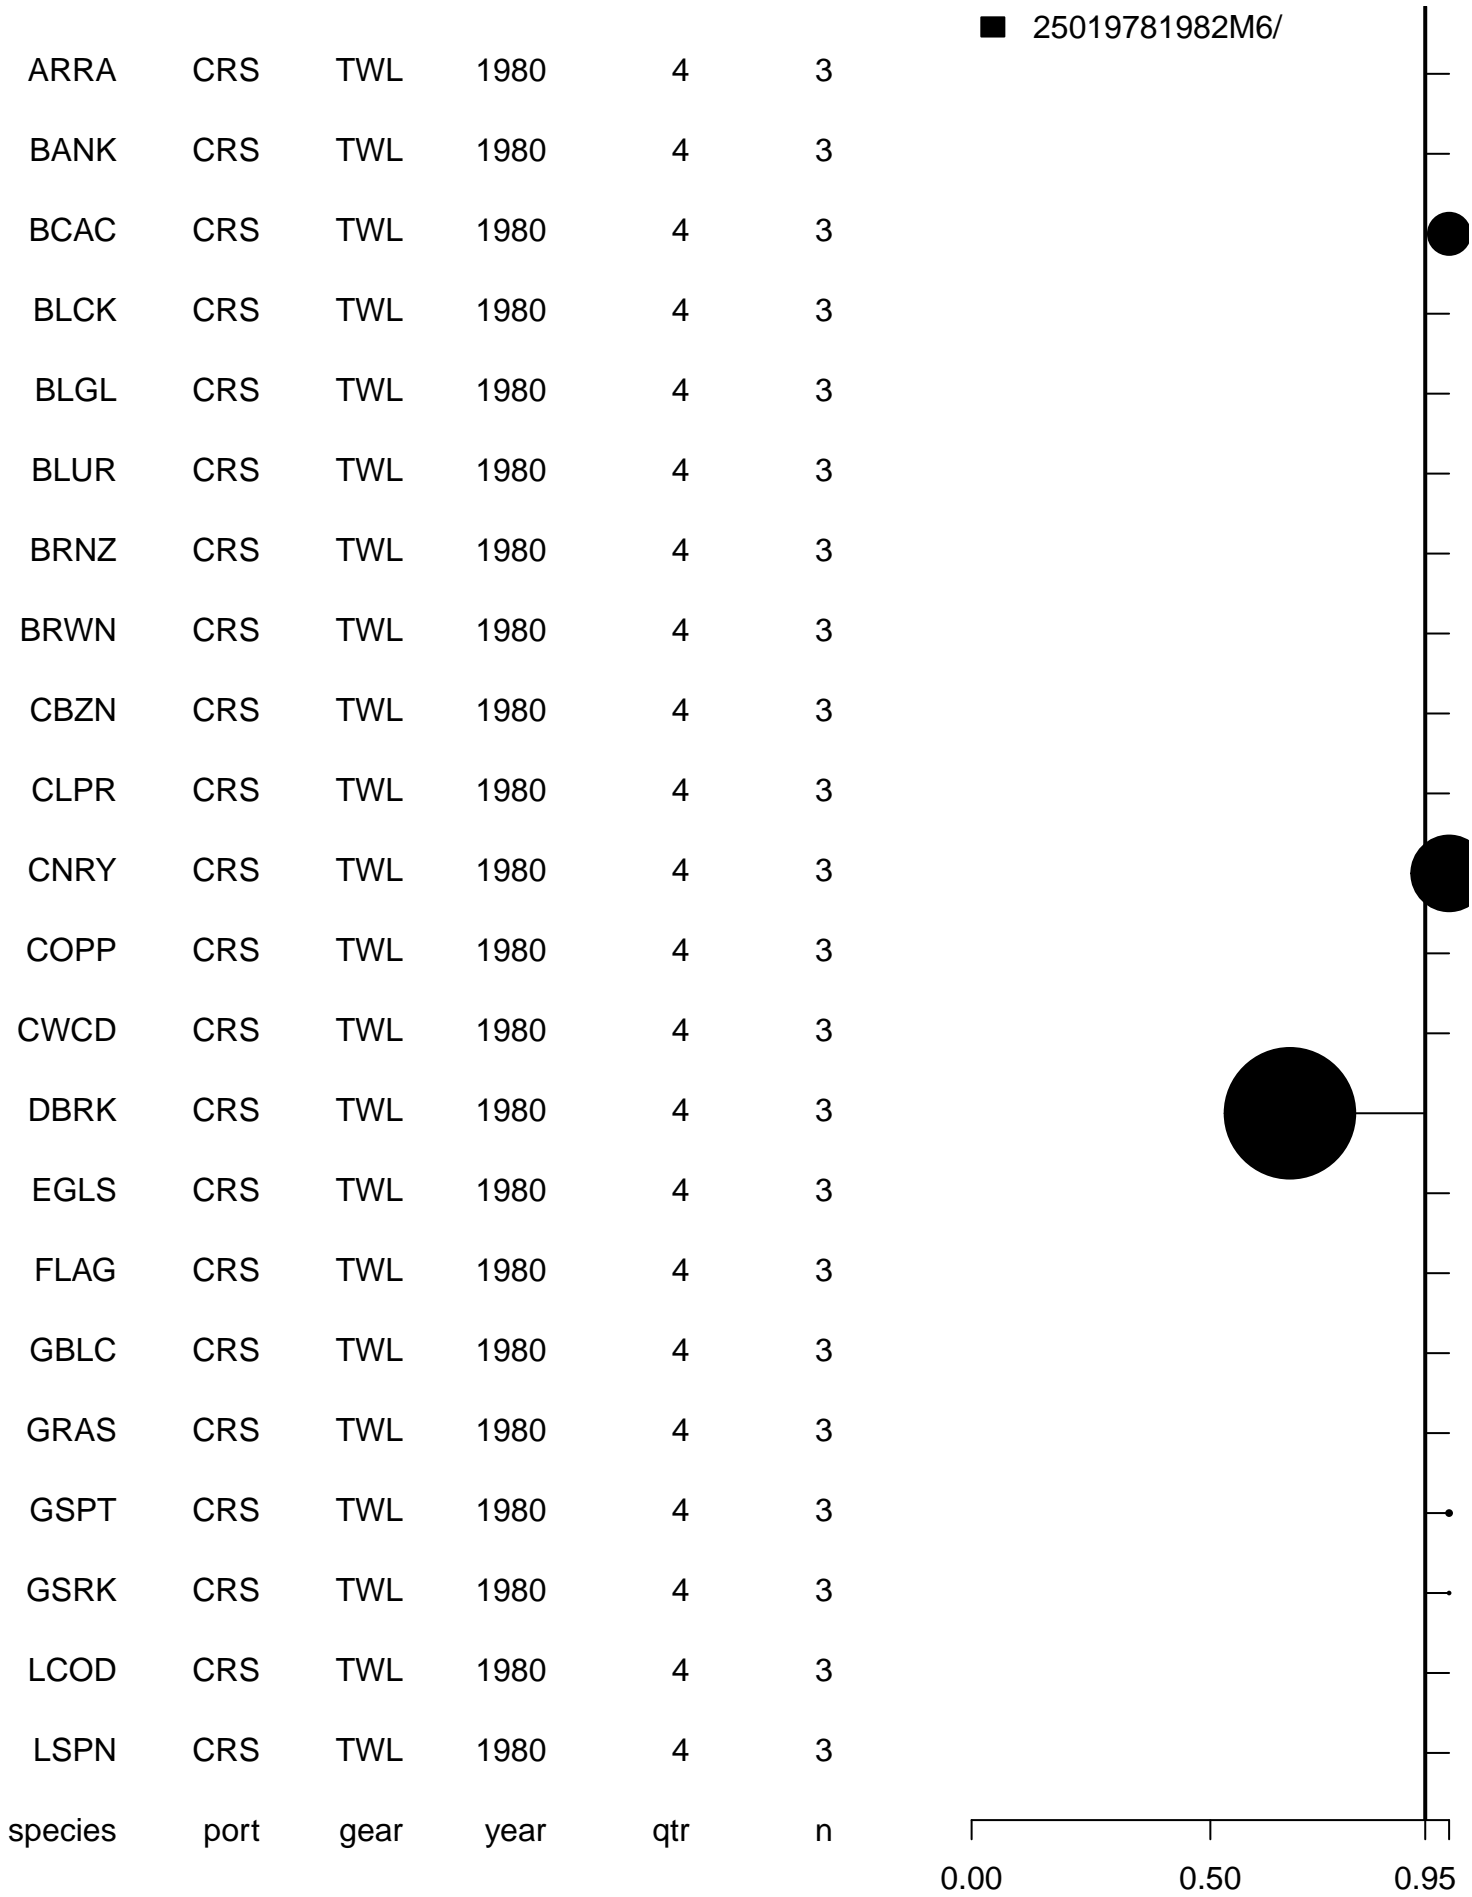 25019781982M6/
ARRA CRS TWL 1980 4 3
BANK CRS TWL 1980 4 3
BCAC CRS TWL 1980 4 3
BLCK CRS TWL 1980 4 3
BLGL CRS TWL 1980 4 3
BLUR CRS TWL 1980 4 3
BRNZ CRS TWL 1980 4 3
BRWN CRS TWL 1980 4 3
CBZN CRS TWL 1980 4 3
CLPR CRS TWL 1980 4 3
CNRY CRS TWL 1980 4 3
COPP CRS TWL 1980 4 3
CWCD CRS TWL 1980 4 3
DBRK CRS TWL 1980 4 3
EGLS CRS TWL 1980 4 3
FLAG CRS TWL 1980 4 3
GBLC CRS TWL 1980 4 3
GRAS CRS TWL 1980 4 3
GSPT CRS TWL 1980 4 3
GSRK CRS TWL 1980 4 3
LCOD CRS TWL 1980 4 3
LSPN CRS TWL 1980 4 3
species port gear year qtr n
0.00 0.50 0.95